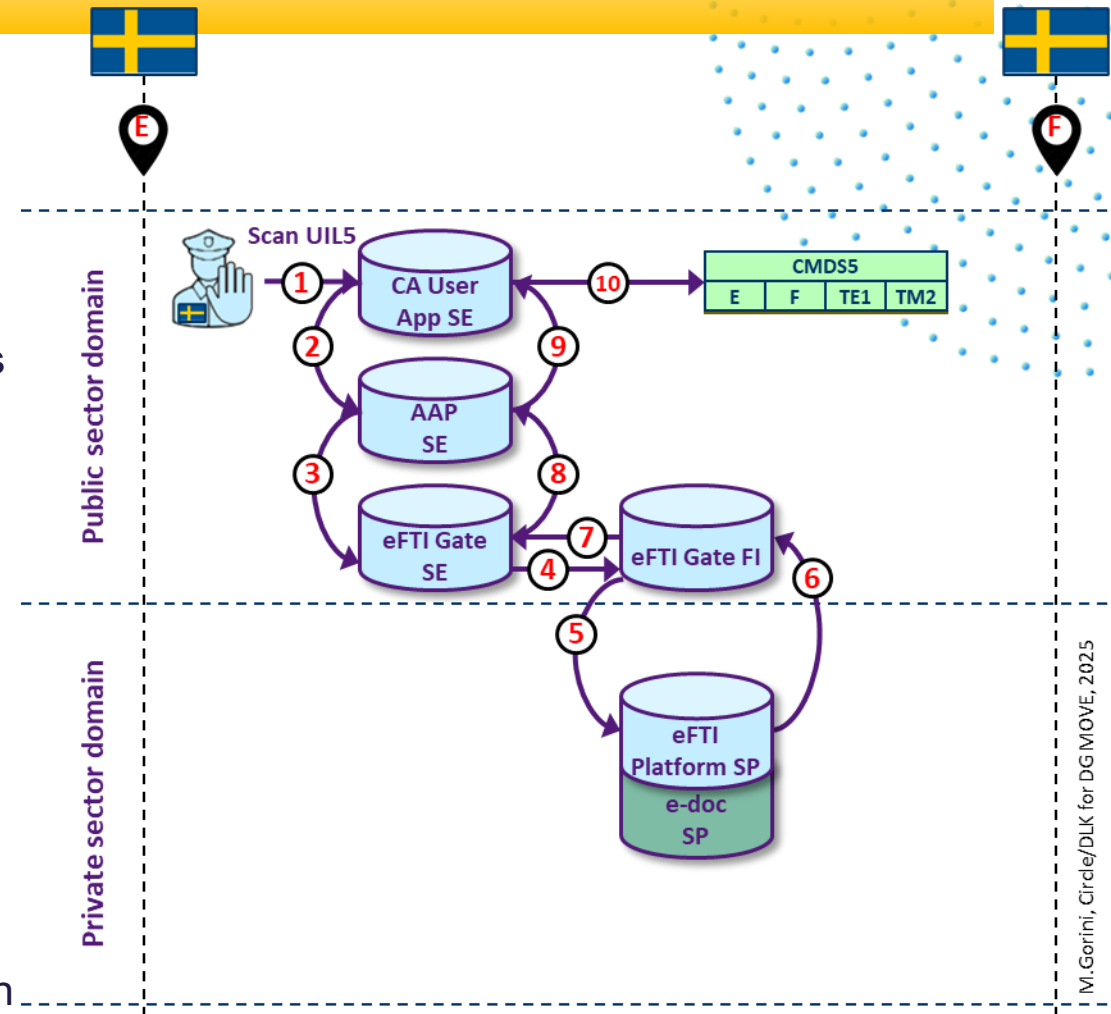 E
F
Scan UIL5
Public sector domain
1
CA User
App SE
10
CMDS5
E F TE1 TM2
2
9
s
AAP
SE
3
8
eFTI Gate
SE
7
4
eFTI Gate FI
6
5
Private sector domain
eFTI
Platform SP
e-doc
SP
M.Gorini, Circle/DLK for DG MOVE, 2025
n